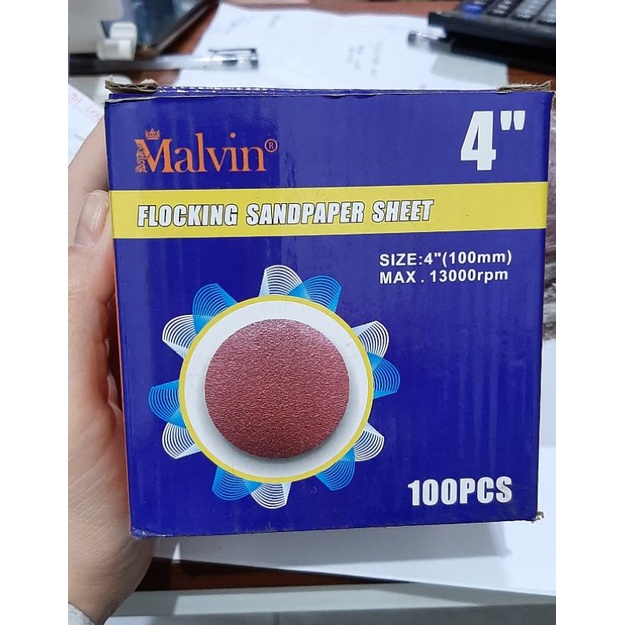 Malvin®
4"
FLOCKING SANDPAPER SHEET
SIZE:4"(100mm)
MAX . 13000rpm
100PCS